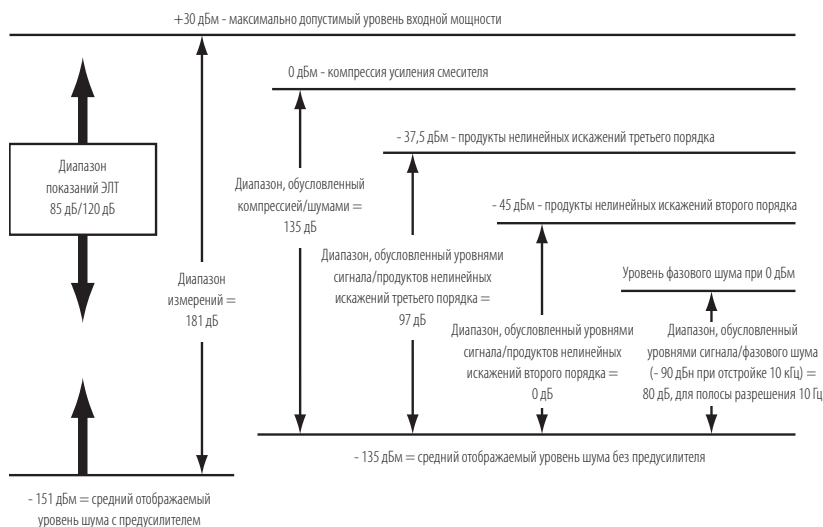 +30 дБм - максимально допустимый уровень входной мощности
0 дБм - компрессия усиления смесителя
- 37,5 дБм - продукты нелинейных искажений третьего порядка
Диапазон
показаний ЭЛТ
85 дБ/120 дБ
Диапазон, обусловленный
компрессией/шумами =
135 дБ
- 45 дБм - продукты нелинейных искажений второго порядка
Диапазон
измерений =
181 дБ
Диапазон, обусловленный уровнями
сигнала/продуктов нелинейных
искажений третьего порядка =
97 дБ
Уровень фазового шума при 0 дБм
Диапазон, обусловленный уровнями
сигнала/продуктов нелинейных
искажений второго порядка =
0 дБ
Диапазон, обусловленный
уровнями сигнала/фазового шума
(- 90 дБн при отстройке 10 кГц) =
80 дБ, для полосы разрешения 10 Гц
- 135 дБм = средний отображаемый уровень шума без предусилителя
- 151 дБм = средний отображаемый
уровень шума с предусилителем